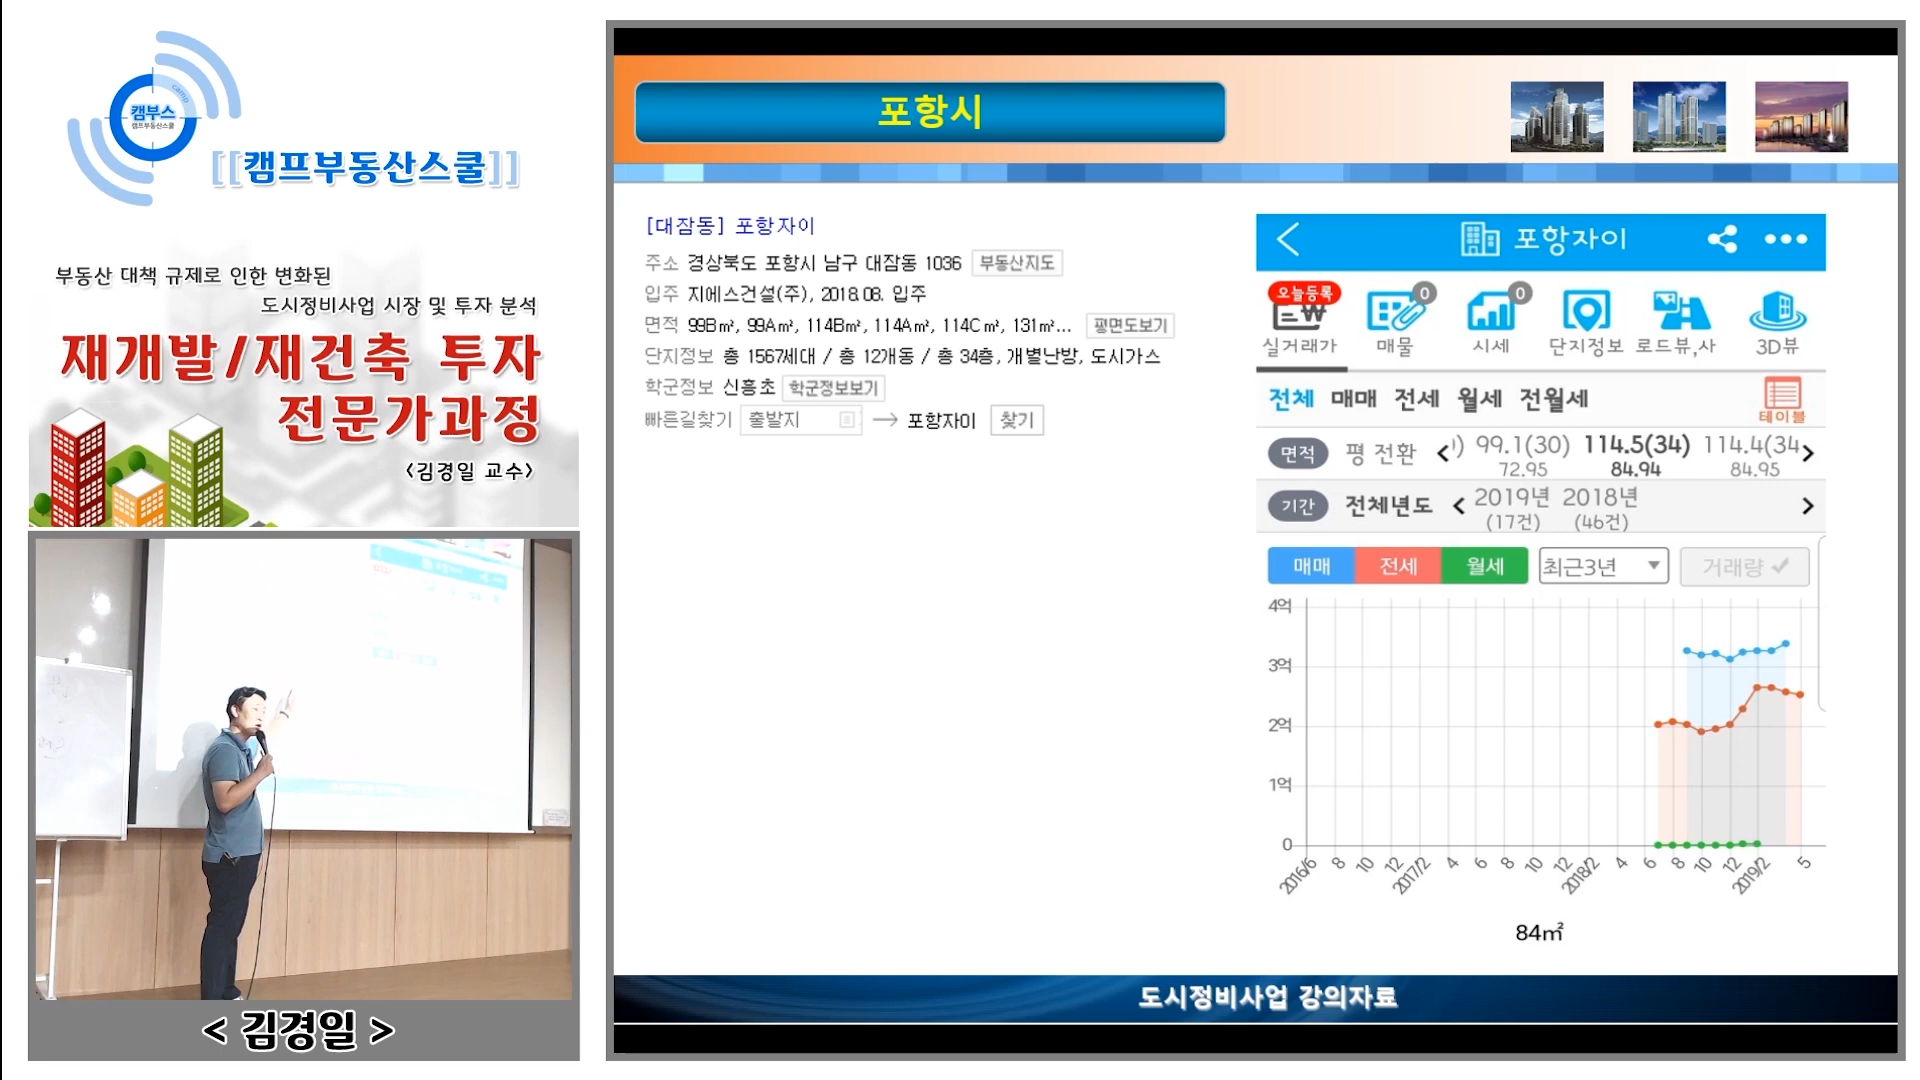 캠부스
캠프부동산스쿨
camp
[[캠프부동산스쿨]]
부동산 대책 규제로 인한 변화된
도시정비사업 시장 및 투자 분석
재개발/재건축 투자
전문가과정
<김경일 교수>
< 김경일 >
포항시
[대잠동] 포항자이
주소 경상북도 포항시 남구 대잠동 1036 부동산지도
입주 지에스건설(주), 2018.08. 입주
면적 99B㎡, 99A㎡, 114B㎡, 114A㎡, 114C㎡, 131㎡... 평면도보기
단지정보 총 1567세대 / 총 12개동 / 총 34층, 개별난방, 도시가스
학군정보 신흥초 학군정보보기
빠른길찾기 출발지 → 포항자이 찾기
포항자이
오늘등록 0 0
실거래가 매물 시세 단지정보 로드뷰,사 3D뷰
전체 매매 전세 월세 전월세 테이블
면적 평 전환 < ) 99.1(30) 114.5(34) 114.4(34 >
72.95 84.94 84.95
기간 전체년도 < 2019년 2018년 >
(17건) (46건)
매매 전세 월세 최근3년 거래량
4억
3억
2억
1억
0
2016/6 8 10 12 2017/2 4 6 8 10 12 2018/2 4 6 8 10 12 2019/2 5
84㎡
도시정비사업 강의자료